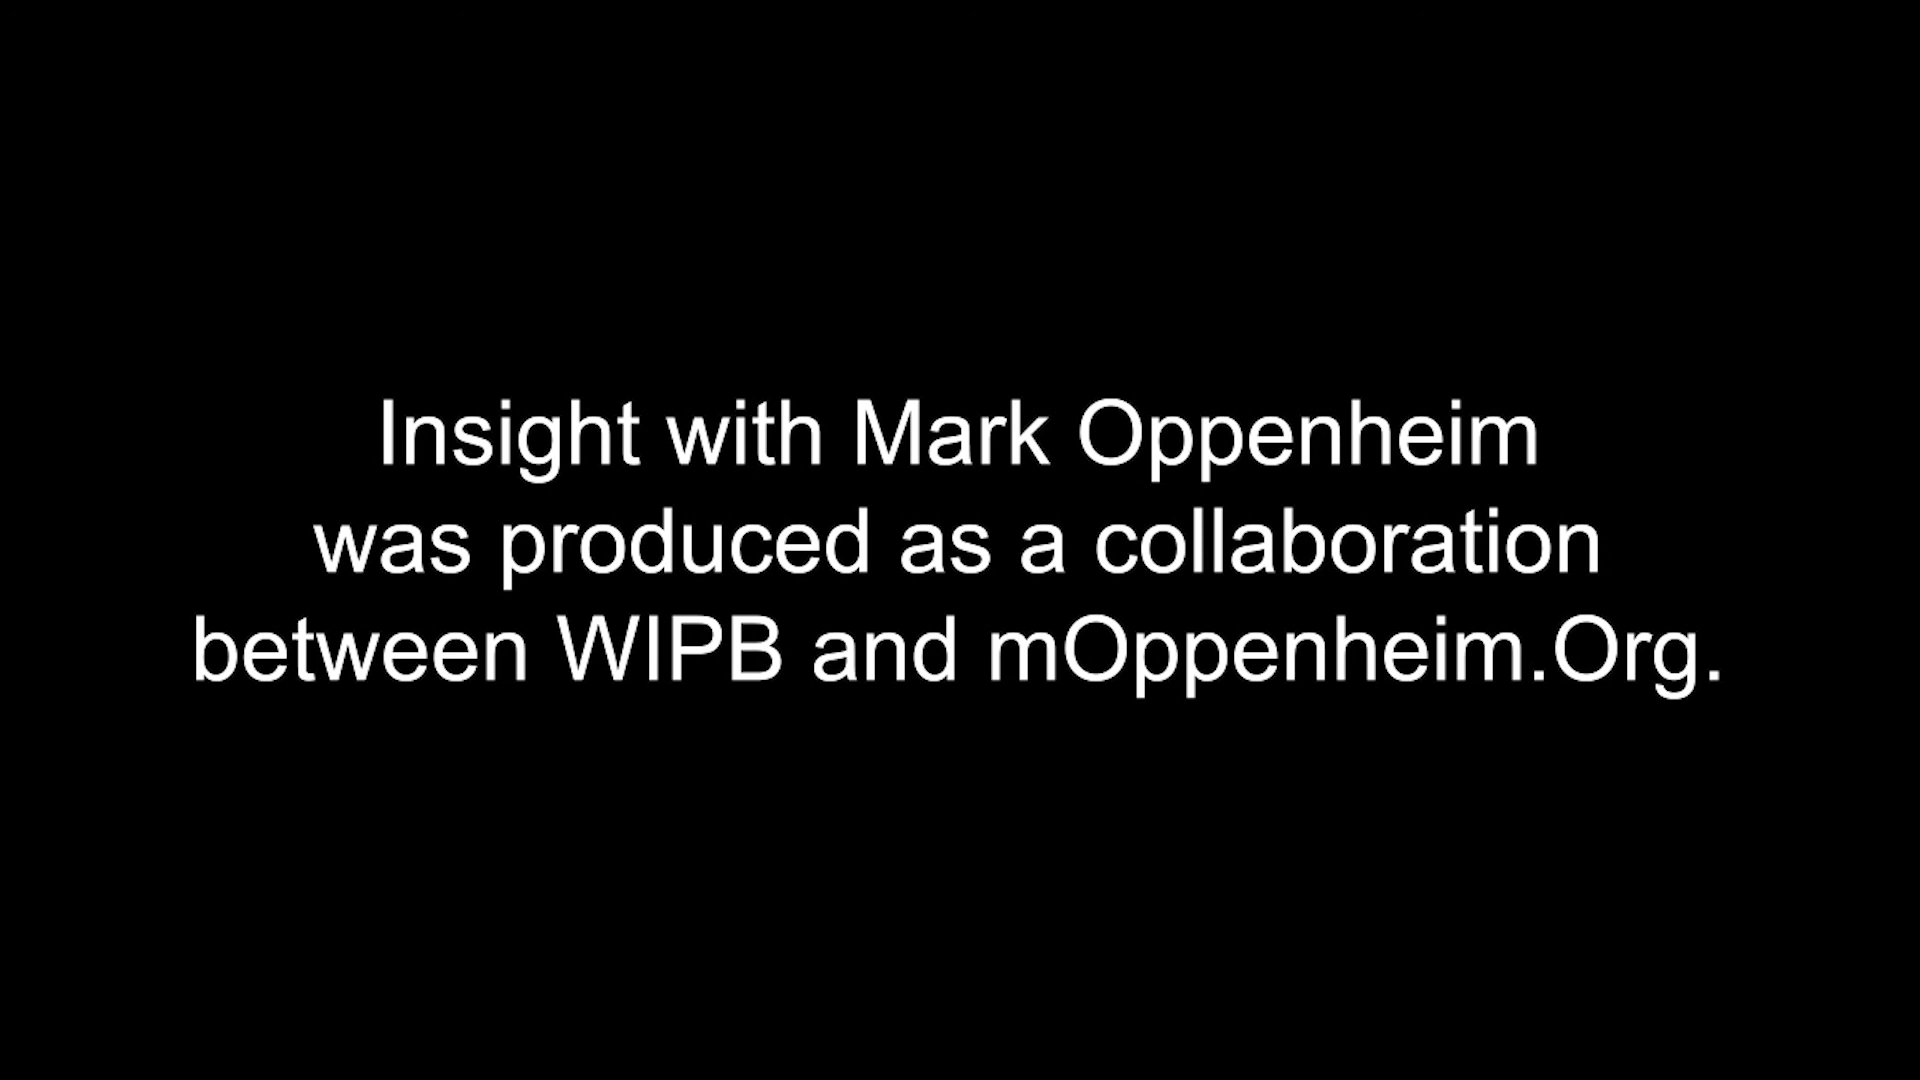 Insight with Mark Oppenheim
was produced as a collaboration
between WIPB and mOppenheim.Org.